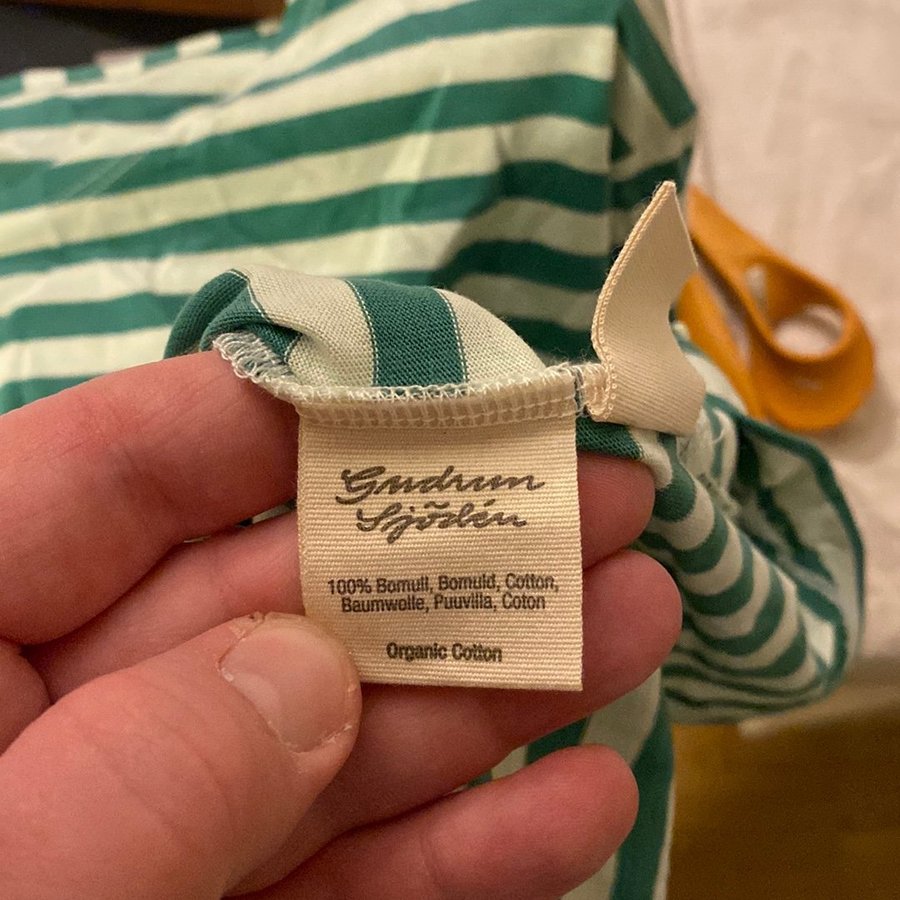 Gudrun
Sjödén
100% Bomull, Bomuld, Cotton,
Baumwolle, Puuvilla, Coton
Organic Cotton